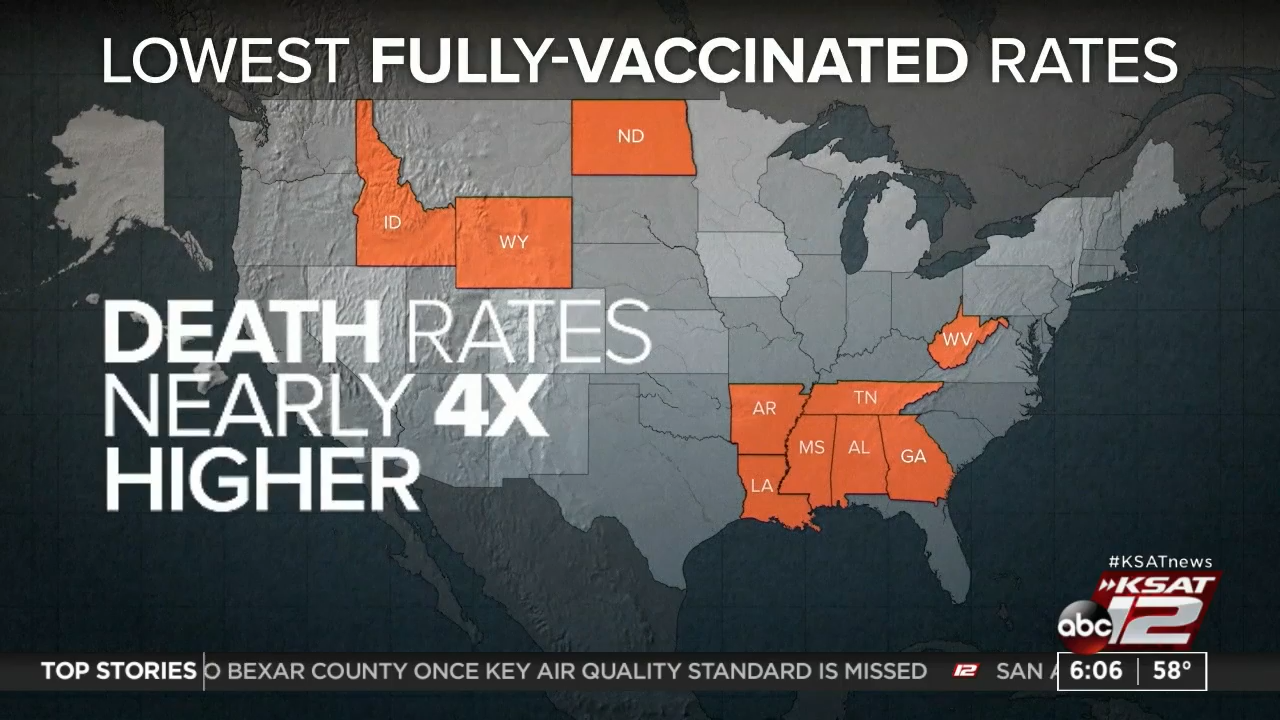 LOWEST FULLY-VACCINATED RATES
ND
ID
WY
DEATH RATES
NEARLY 4X
HIGHER
WV
TN
AR
MS
AL
GA
LA
#KSATnews
KSAT
abc
12
TOP STORIES
O BEXAR COUNTY ONCE KEY AIR QUALITY STANDARD IS MISSED 12 SAN A
6:06 58°